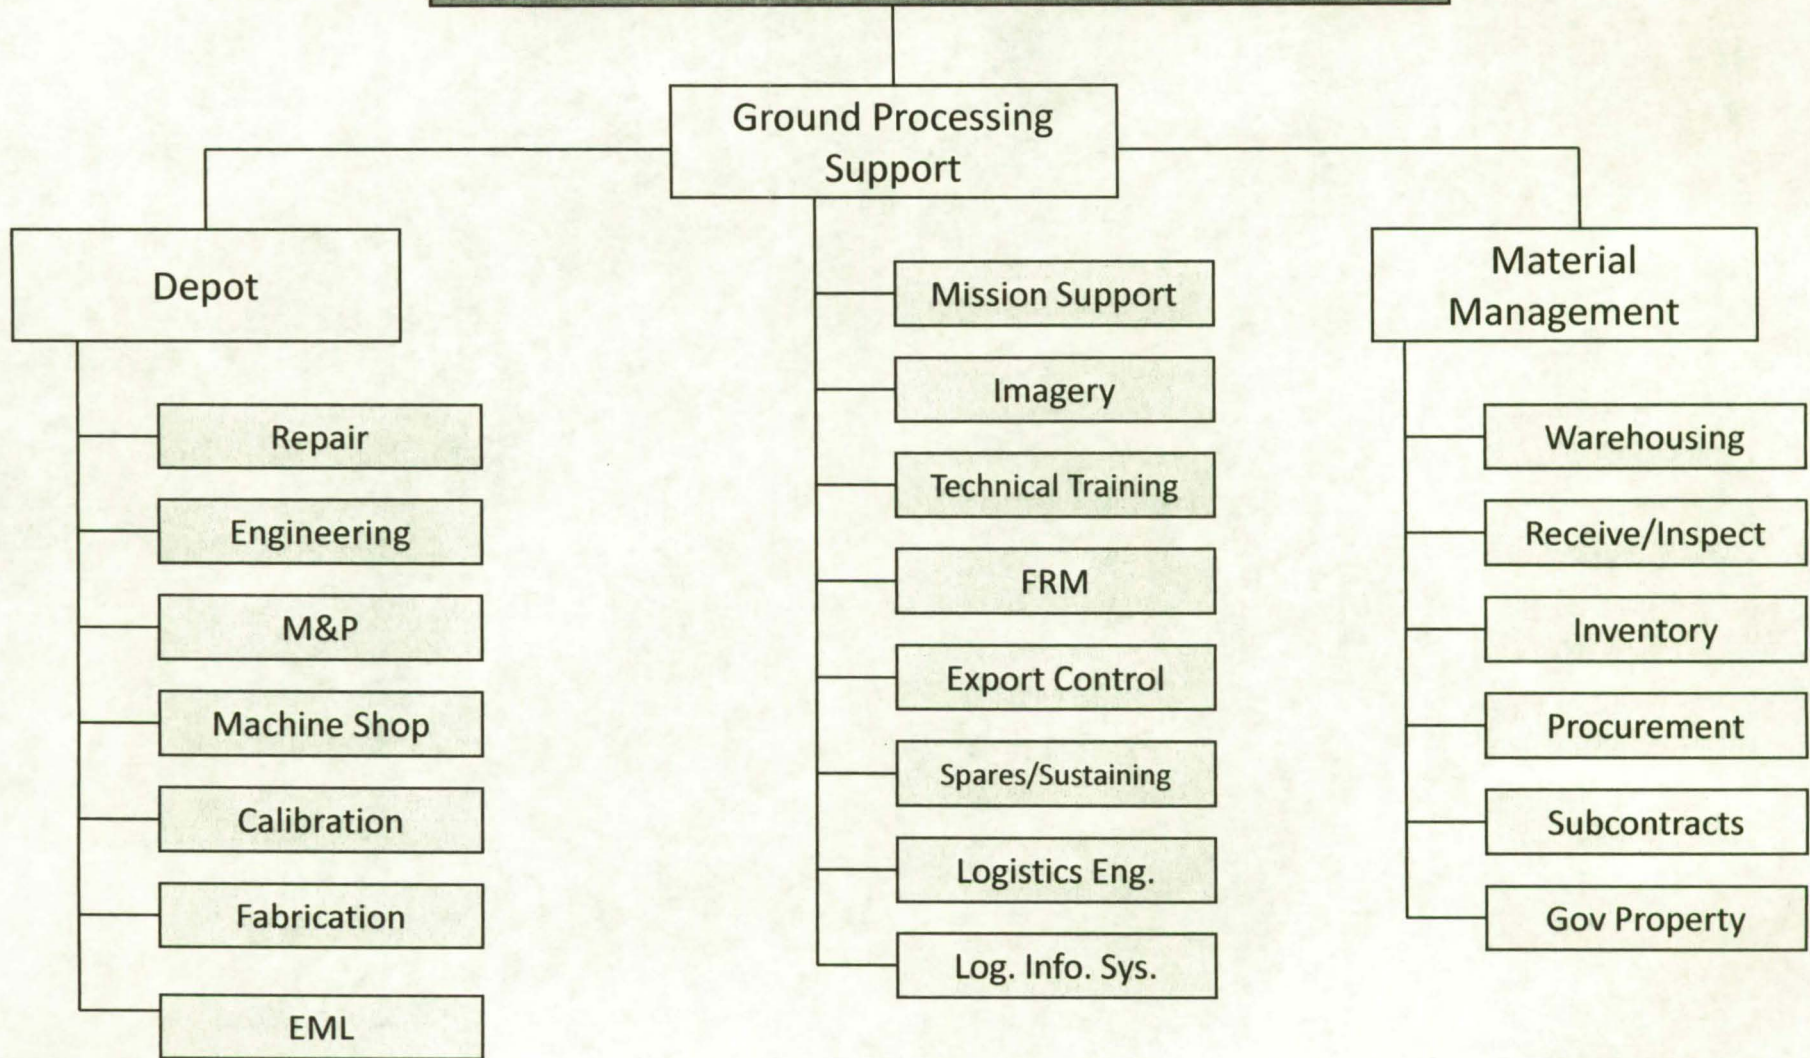 Ground Processing
Support
Depot
Repair
Engineering
M&P
Machine Shop
Calibration
Fabrication
EML
Mission Support
Imagery
Technical Training
FRM
Export Control
Spares/Sustaining
Logistics Eng.
Log. Info. Sys.
Material
Management
Warehousing
Receive/Inspect
Inventory
Procurement
Subcontracts
Gov Property